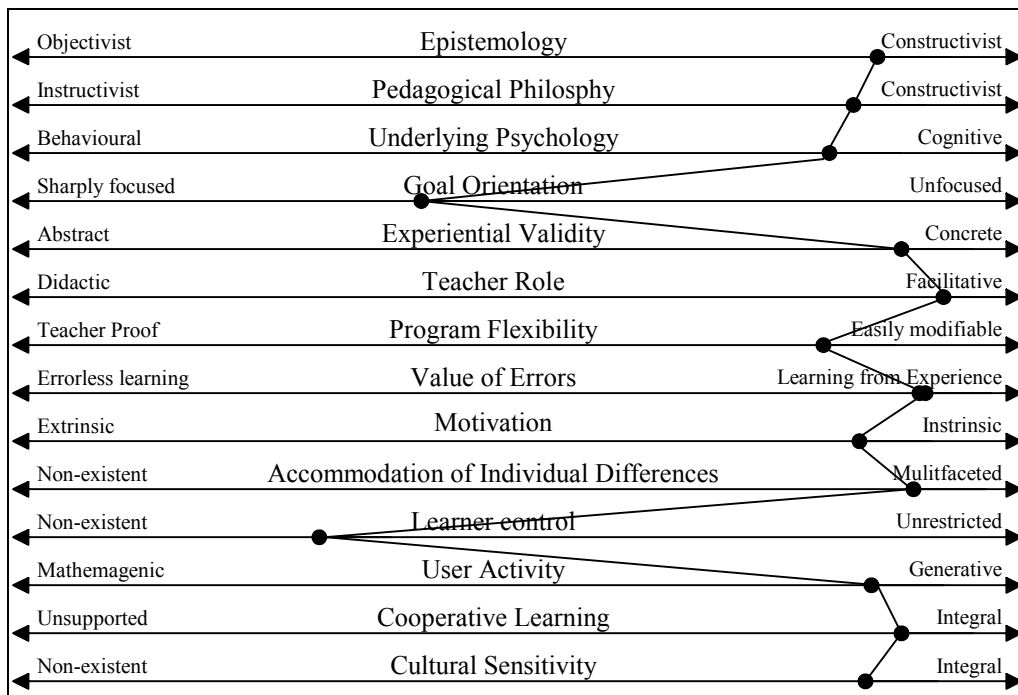 Objectivist Epistemology Constructivist
Instructivist Pedagogical Philosphy Constructivist
Behavioural Underlying Psychology Cognitive
Sharply focused Goal Orientation Unfocused
Abstract Experiential Validity Concrete
Didactic Teacher Role Facilitative
Teacher Proof Program Flexibility Easily modifiable
Errorless learning Value of Errors Learning from Experience
Extrinsic Motivation Instrinsic
Non-existent Accommodation of Individual Differences Mulitfaceted
Non-existent Learner control Unrestricted
Mathemagenic User Activity Generative
Unsupported Cooperative Learning Integral
Non-existent Cultural Sensitivity Integral